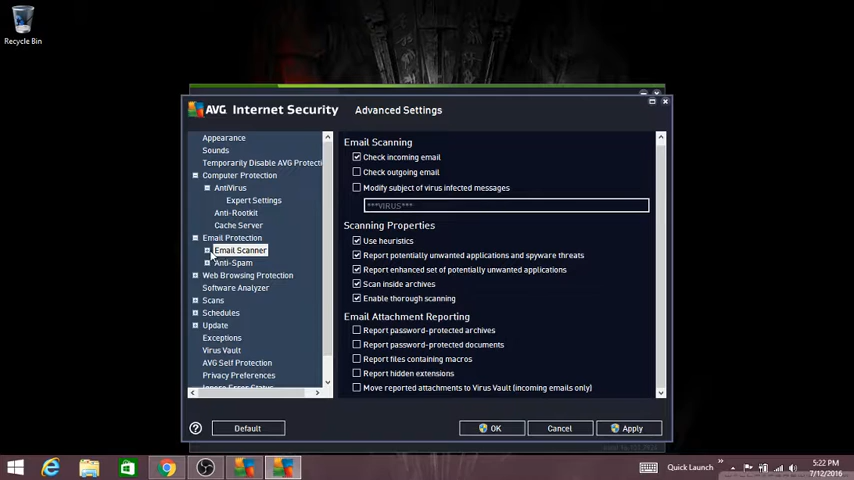 Recycle Bin
AVG Internet Security Advanced Settings
Appearance
Sounds
Temporarily Disable AVG Protecti
Computer Protection
AntiVirus
Expert Settings
Anti-Rootkit
Cache Server
Email Protection
Email Scanner
Anti-Spam
Web Browsing Protection
Software Analyzer
Scans
Schedules
Update
Exceptions
Virus Vault
AVG Self Protection
Privacy Preferences
Ignore Error Status
Email Scanning
Check incoming email
Check outgoing email
Modify subject of virus infected messages
***VIRUS***
Scanning Properties
Use heuristics
Report potentially unwanted applications and spyware threats
Report enhanced set of potentially unwanted applications
Scan inside archives
Enable thorough scanning
Email Attachment Reporting
Report password-protected archives
Report password-protected documents
Report files containing macros
Report hidden extensions
Move reported attachments to Virus Vault (incoming emails only)
Default
OK
Cancel
Apply
Quick Launch
5:22 PM
7/12/2016